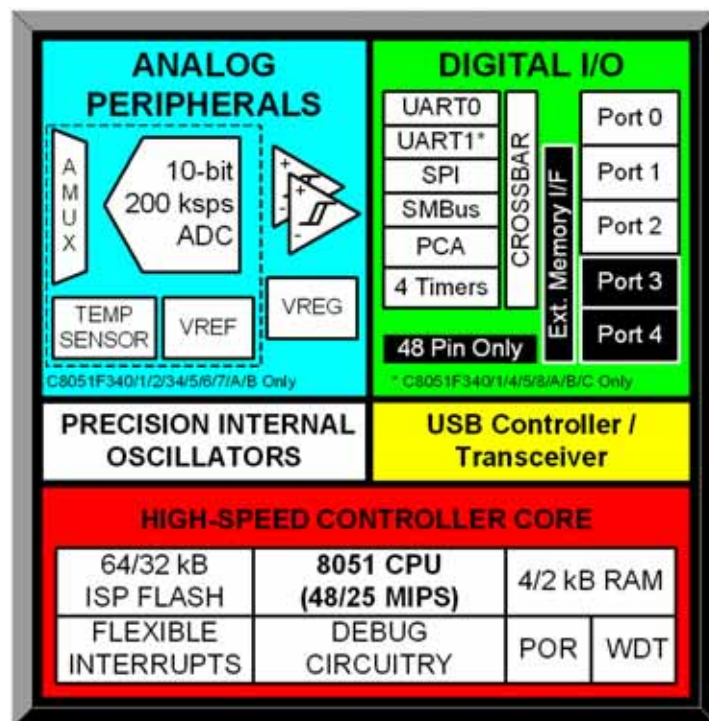 ANALOG
PERIPHERALS
AMUX
10-bit
200 ksps
ADC
+
-
+
-
TEMP
SENSOR
VREF
VREG
C8051F340/1/2/34/5/6/7/A/B Only
DIGITAL I/O
UART0
UART1*
SPI
SMBus
PCA
4 Timers
CROSSBAR
Ext. Memory I/F
Port 0
Port 1
Port 2
Port 3
Port 4
48 Pin Only
* C8051F340/1/4/5/8/A/B/C Only
PRECISION INTERNAL
OSCILLATORS
USB Controller /
Transceiver
HIGH-SPEED CONTROLLER CORE
64/32 kB
ISP FLASH
8051 CPU
(48/25 MIPS)
4/2 kB RAM
FLEXIBLE
INTERRUPTS
DEBUG
CIRCUITRY
POR
WDT